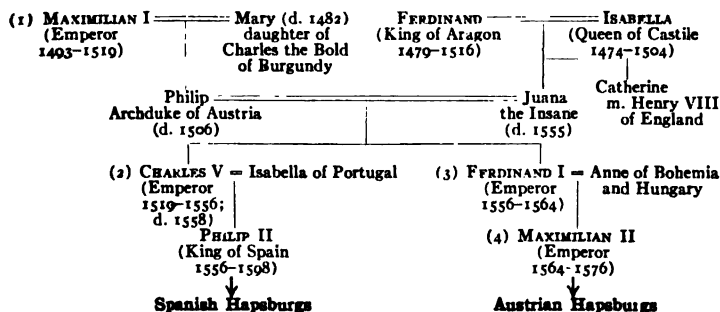 (1) MAXIMILIAN I ═ Mary (d. 1482) FERDINAND ═ ISABELLA
(Emperor daughter of (King of Aragon (Queen of Castile
1493-1519) Charles the Bold 1479-1516) 1474-1504)
of Burgundy
Catherine
Philip ═ Juana m. Henry VIII
Archduke of Austria the Insane of England
(d. 1506) (d. 1555)
(2) CHARLES V = Isabella of Portugal (3) FERDINAND I = Anne of Bohemia
(Emperor (Emperor and Hungary
1519-1556; 1556-1564)
d. 1558)
PHILIP II (4) MAXIMILIAN II
(King of Spain (Emperor
1556-1598) 1564-1576)
Spanish Hapsburgs Austrian Hapsburgs